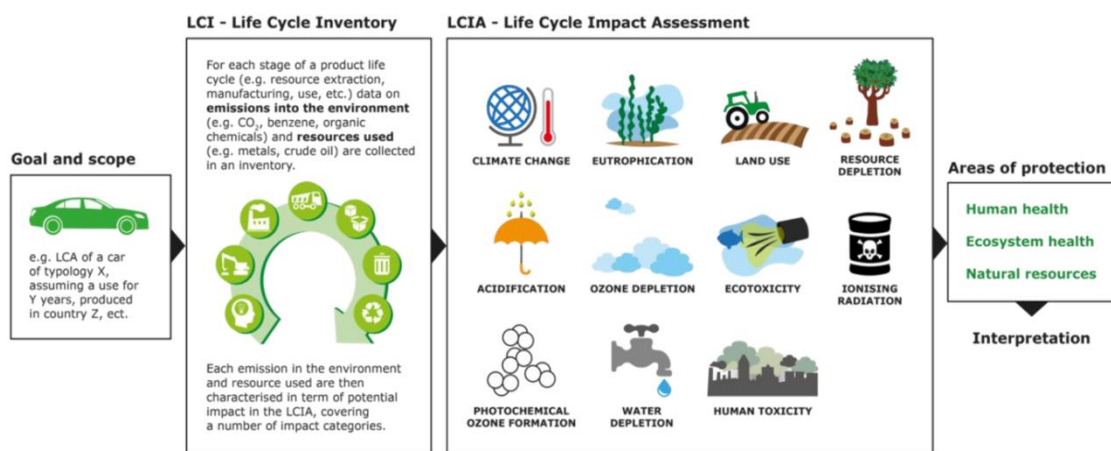 Goal and scope
e.g. LCA of a car
of typology X,
assuming a use for
Y years, produced
in country Z, ect.
LCI - Life Cycle Inventory
For each stage of a product life
cycle (e.g. resource extraction,
manufacturing, use, etc.) data on
emissions into the environment
(e.g. CO₂, benzene, organic
chemicals) and resources used
(e.g. metals, crude oil) are collected
in an inventory.
Each emission in the environment
and resource used are then
characterised in term of potential
impact in the LCIA, covering
a number of impact categories.
LCIA - Life Cycle Impact Assessment
CLIMATE CHANGE
EUTROPHICATION
LAND USE
RESOURCE
DEPLETION
ACIDIFICATION
OZONE DEPLETION
ECOTOXICITY
IONISING
RADIATION
PHOTOCHEMICAL
OZONE FORMATION
WATER
DEPLETION
HUMAN TOXICITY
Areas of protection
Human health
Ecosystem health
Natural resources
Interpretation